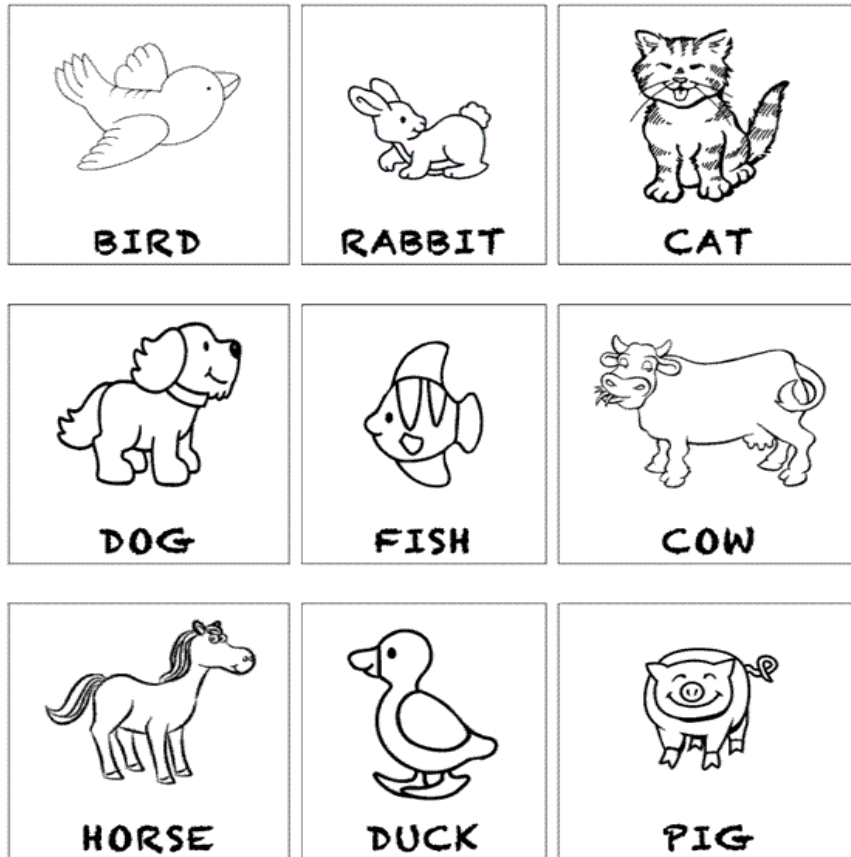 BIRD
RABBIT
CAT
DOG
FISH
COW
HORSE
DUCK
PIG